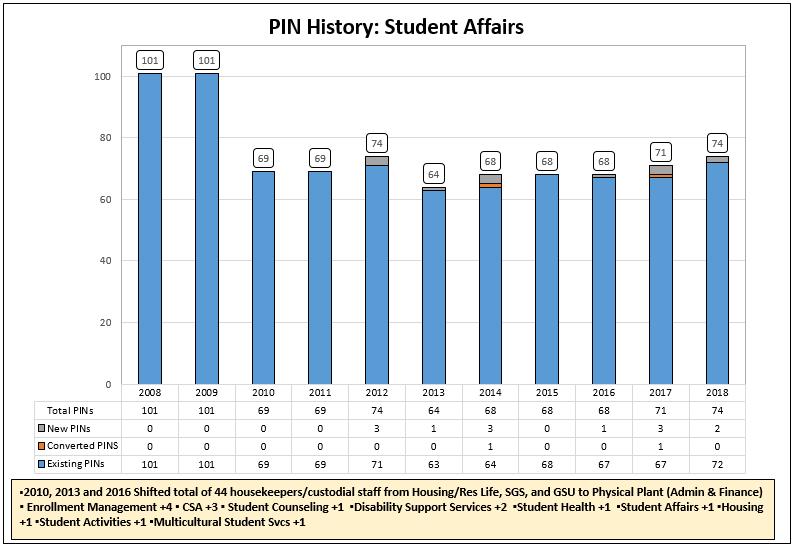 PIN History: Student Affairs
100
80
60
40
20
0
101
101
69
69
74
64
68
68
68
71
74
2008 2009 2010 2011 2012 2013 2014 2015 2016 2017 2018
Total PINs 101 101 69 69 74 64 68 68 68 71 74
New PINs 0 0 0 0 3 1 3 0 1 3 2
Converted PINS 0 0 0 0 0 0 1 0 0 1 0
Existing PINs 101 101 69 69 71 63 64 68 67 67 72
▪2010, 2013 and 2016 Shifted total of 44 housekeepers/custodial staff from Housing/Res Life, SGS, and GSU to Physical Plant (Admin & Finance)
▪ Enrollment Management +4 ▪ CSA +3 ▪ Student Counseling +1 ▪Disability Support Services +2 ▪Student Health +1 ▪Student Affairs +1 ▪Housing
+1 ▪Student Activities +1 ▪Multicultural Student Svcs +1